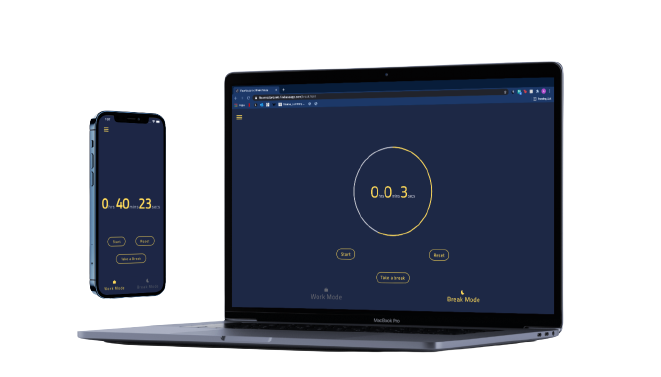 0 hrs 40 mins 23 secs
Start Reset
Take a Break
Work Mode Break Mode
0 hrs 0 mins 3 secs
Start Reset
Take a break
Work Mode Break Mode
MacBook Pro